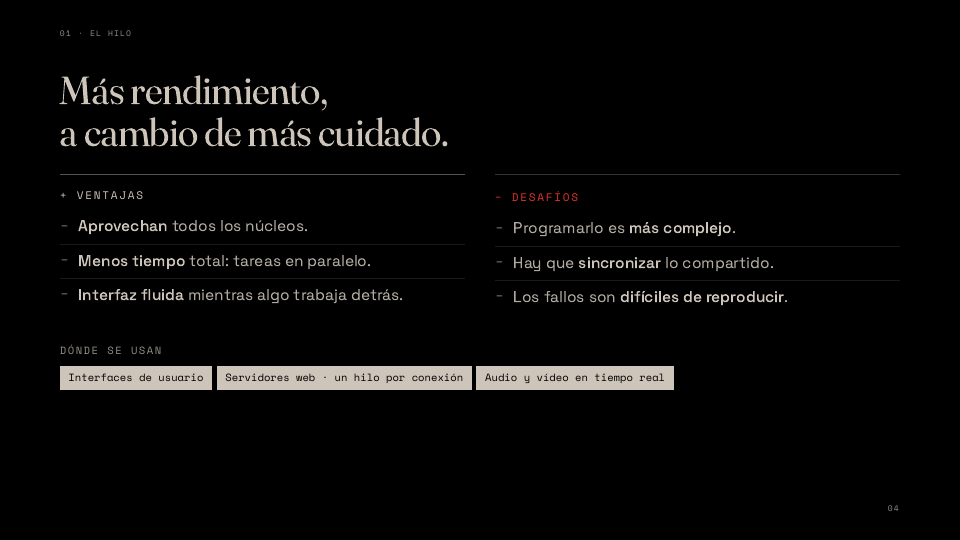 01 · EL HILO
Más rendimiento,
a cambio de más cuidado.
+ VENTAJAS
– Aprovechan todos los núcleos.
– Menos tiempo total: tareas en paralelo.
– Interfaz fluida mientras algo trabaja detrás.
– DESAFÍOS
– Programarlo es más complejo.
– Hay que sincronizar lo compartido.
– Los fallos son difíciles de reproducir.
DÓNDE SE USAN
Interfaces de usuario
Servidores web · un hilo por conexión
Audio y video en tiempo real
04